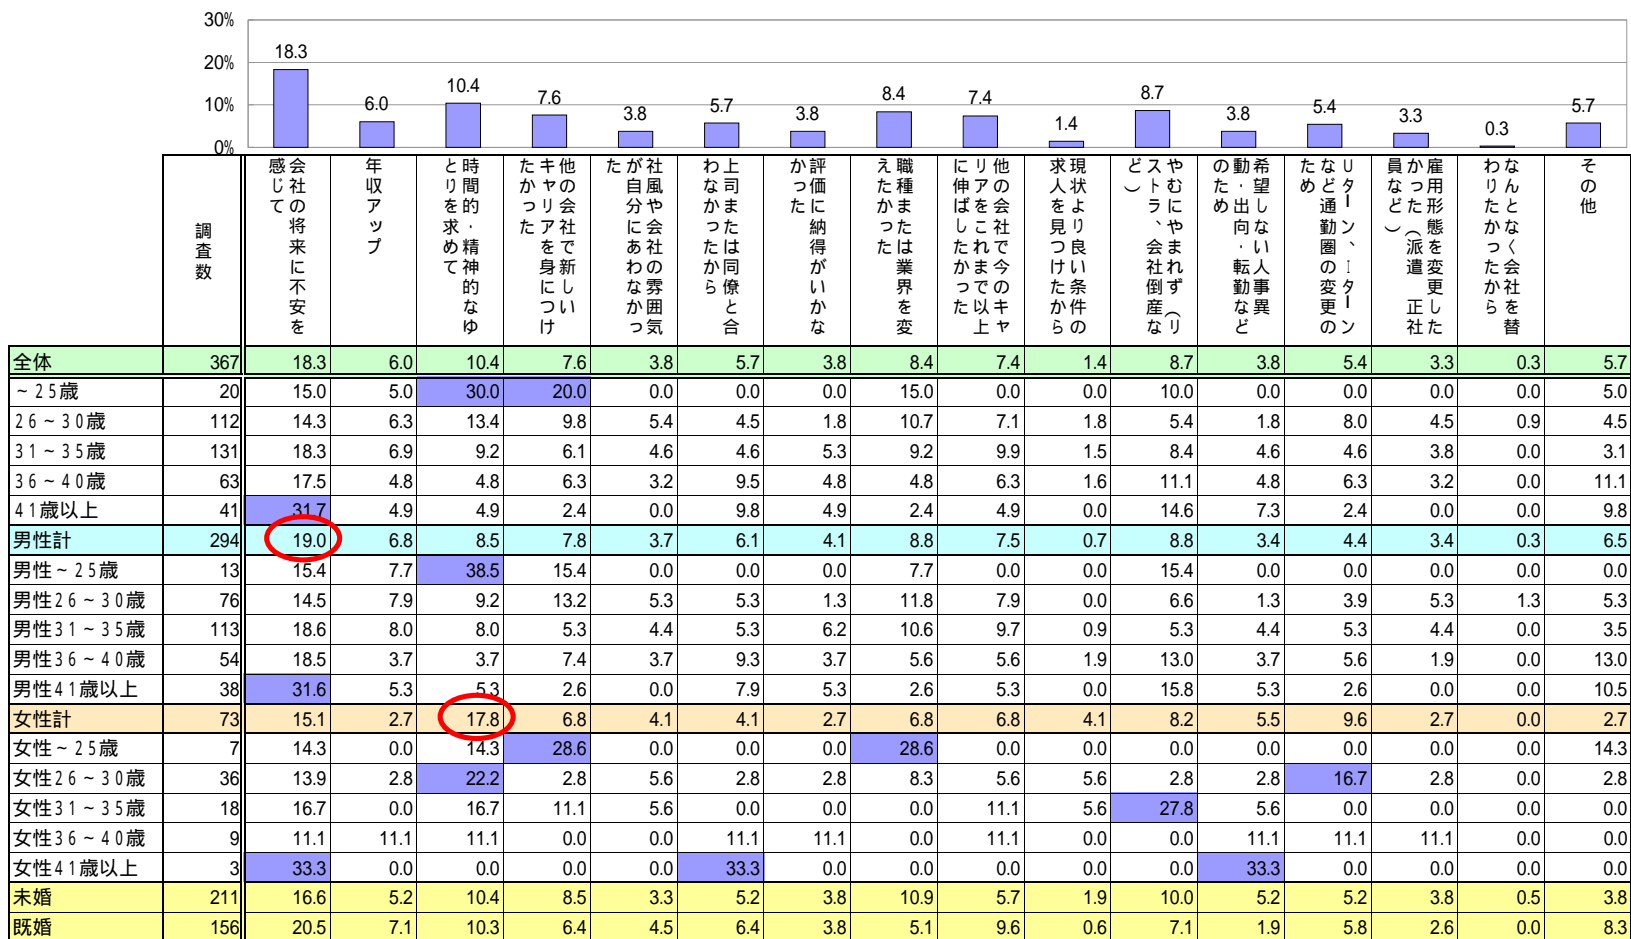 30%
20%
10%
0%
18.3
6.0
10.4
7.6
3.8
5.7
3.8
8.4
7.4
1.4
8.7
3.8
5.4
3.3
0.3
5.7
調査数
会社の将来に不安を
感じて
年収アップ
時間的・精神的なゆ
とりを求めて
他の会社で新しい
キャリアを身につけ
たかった
社風や会社の雰囲気
が自分にあわなかっ
た
上司または同僚と合
わなかったから
評価に納得がいかな
かった
職種または業界を変
えたかった
他の会社で今のキャ
リアをこれまで以上
に伸ばしたかった
現状より良い条件の
求人を見つけたから
やむにやまれず（リ
ストラ、会社倒産な
ど）
希望しない人事異
動・出向・転勤など
のため
Uターン、Iターン
など通勤圏の変更の
ため
雇用形態を変更した
かった（派遣 正社
員など）
なんとなく会社を替
わりたかったから
その他
全体 367 18.3 6.0 10.4 7.6 3.8 5.7 3.8 8.4 7.4 1.4 8.7 3.8 5.4 3.3 0.3 5.7
~25歳 20 15.0 5.0 30.0 20.0 0.0 0.0 0.0 15.0 0.0 0.0 10.0 0.0 0.0 0.0 0.0 5.0
26~30歳 112 14.3 6.3 13.4 9.8 5.4 4.5 1.8 10.7 7.1 1.8 5.4 1.8 8.0 4.5 0.9 4.5
31~35歳 131 18.3 6.9 9.2 6.1 4.6 4.6 5.3 9.2 9.9 1.5 8.4 4.6 4.6 3.8 0.0 3.1
36~40歳 63 17.5 4.8 4.8 6.3 3.2 9.5 4.8 4.8 6.3 1.6 11.1 4.8 6.3 3.2 0.0 11.1
41歳以上 41 31.7 4.9 4.9 2.4 0.0 9.8 4.9 2.4 4.9 0.0 14.6 7.3 2.4 0.0 0.0 9.8
男性計 294 19.0 6.8 8.5 7.8 3.7 6.1 4.1 8.8 7.5 0.7 8.8 3.4 4.4 3.4 0.3 6.5
男性~25歳 13 15.4 7.7 38.5 15.4 0.0 0.0 0.0 7.7 0.0 0.0 15.4 0.0 0.0 0.0 0.0 0.0
男性26~30歳 76 14.5 7.9 9.2 13.2 5.3 5.3 1.3 11.8 7.9 0.0 6.6 1.3 3.9 5.3 1.3 5.3
男性31~35歳 113 18.6 8.0 8.0 5.3 4.4 5.3 6.2 10.6 9.7 0.9 5.3 4.4 5.3 4.4 0.0 3.5
男性36~40歳 54 18.5 3.7 3.7 7.4 3.7 9.3 3.7 5.6 5.6 1.9 13.0 3.7 5.6 1.9 0.0 13.0
男性41歳以上 38 31.6 5.3 5.3 2.6 0.0 7.9 5.3 2.6 5.3 0.0 15.8 5.3 2.6 0.0 0.0 10.5
女性計 73 15.1 2.7 17.8 6.8 4.1 4.1 2.7 6.8 6.8 4.1 8.2 5.5 9.6 2.7 0.0 2.7
女性~25歳 7 14.3 0.0 14.3 28.6 0.0 0.0 0.0 28.6 0.0 0.0 0.0 0.0 0.0 0.0 0.0 14.3
女性26~30歳 36 13.9 2.8 22.2 2.8 5.6 2.8 2.8 8.3 5.6 5.6 2.8 2.8 16.7 2.8 0.0 2.8
女性31~35歳 18 16.7 0.0 16.7 11.1 5.6 0.0 0.0 0.0 11.1 5.6 27.8 5.6 0.0 0.0 0.0 0.0
女性36~40歳 9 11.1 11.1 11.1 0.0 0.0 11.1 11.1 0.0 11.1 0.0 0.0 11.1 11.1 11.1 0.0 0.0
女性41歳以上 3 33.3 0.0 0.0 0.0 0.0 33.3 0.0 0.0 0.0 0.0 0.0 33.3 0.0 0.0 0.0 0.0
未婚 211 16.6 5.2 10.4 8.5 3.3 5.2 3.8 10.9 5.7 1.9 10.0 5.2 5.2 3.8 0.5 3.8
既婚 156 20.5 7.1 10.3 6.4 4.5 6.4 3.8 5.1 9.6 0.6 7.1 1.9 5.8 2.6 0.0 8.3